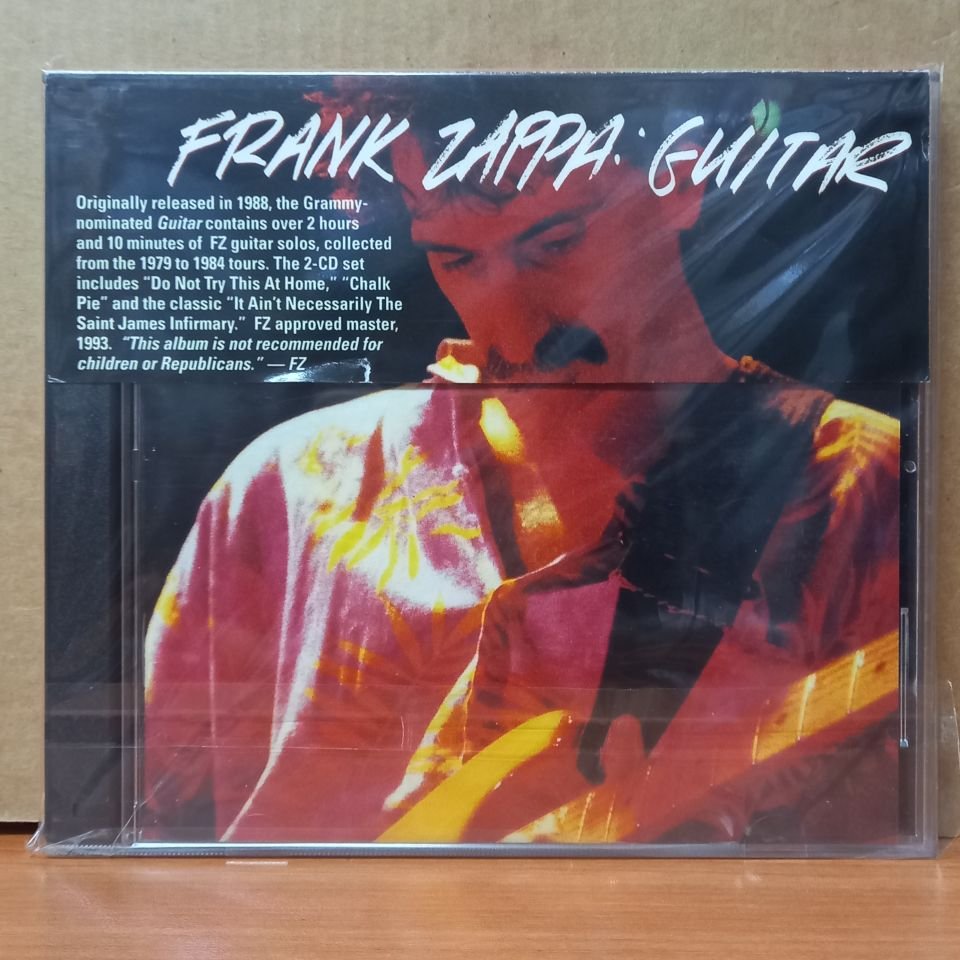 FRANK ZAPPA: GUITAR
Originally released in 1988, the Grammy-
nominated Guitar contains over 2 hours
and 10 minutes of FZ guitar solos, collected
from the 1979 to 1984 tours. The 2-CD set
includes "Do Not Try This At Home," "Chalk
Pie" and the classic "It Ain't Necessarily The
Saint James Infirmary." FZ approved master,
1993. "This album is not recommended for
children or Republicans." — FZ